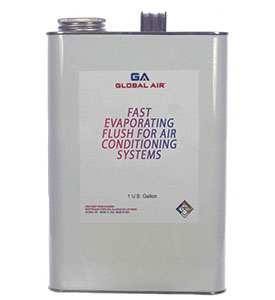 GA
GLOBAL AIR
FAST
EVAPORATING
FLUSH FOR AIR
CONDITIONING
SYSTEMS
1 U.S. Gallon